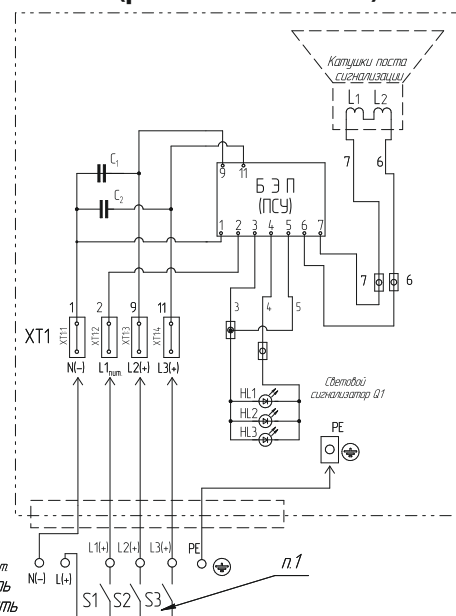 Катушки поста
сигнализации
L1 L2
7 6
C₁
C₂
9 11
БЭП
(ПСУ)
1 2 3 4 5 6 7
7 6
3 4 5
1 2 9 11
XT1
XT11 XT12 XT13 XT14
N(-) L1пит. L2(+) L3(+)
HL1
HL2
HL3
Световой
сигнализатор Q1
PE
L1(+) L2(+) L3(+) PE
N(-) L(+)
S1 S2 S3
п.1